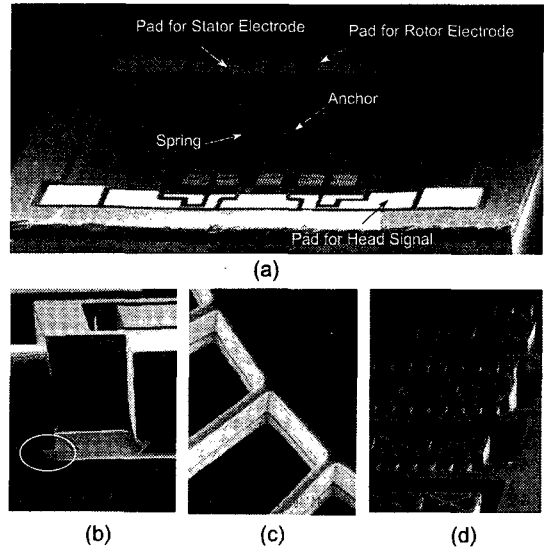 Pad for Stator Electrode
Pad for Rotor Electrode
Anchor
Spring
Pad for Head Signal
(a)
(b)
(c)
(d)